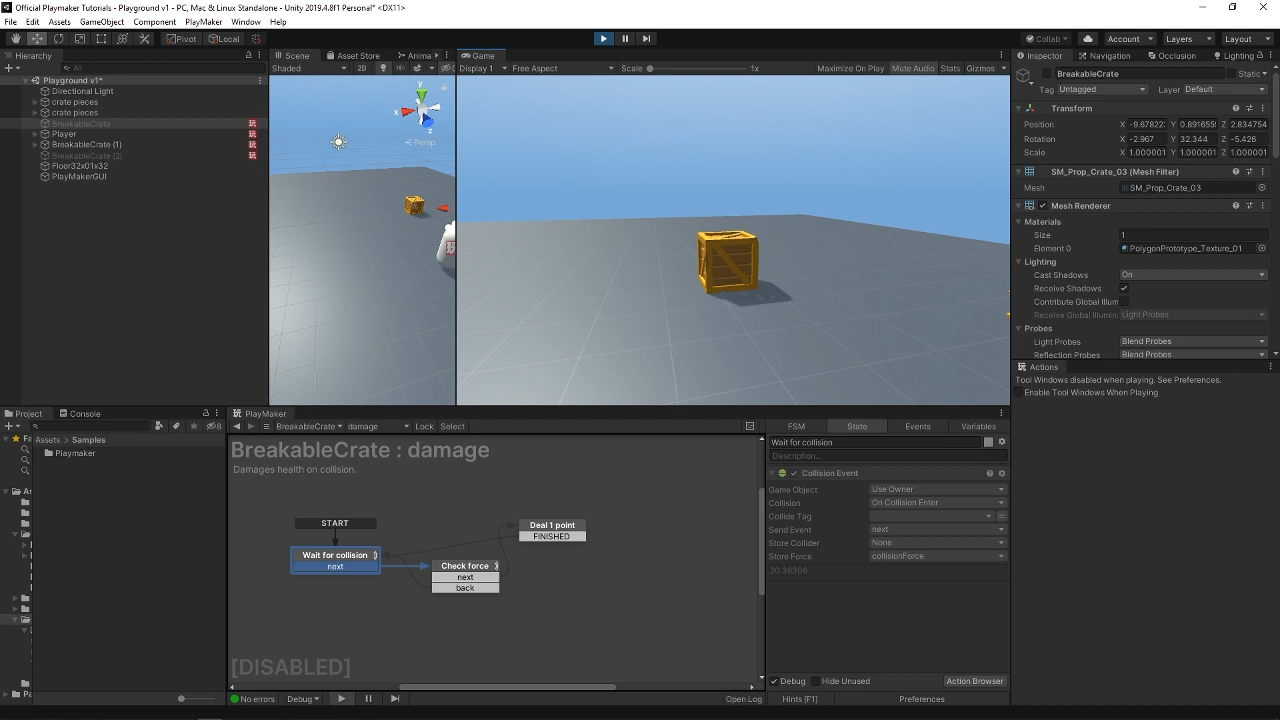 Official Playmaker Tutorials - Playground v1 - PC, Mac & Linux Standalone - Unity 2019.4.8f1 Personal* <DX11>
File Edit Assets GameObject Component PlayMaker Window Help
Pivot Local Collab Account Layers Layout
Hierarchy
All
Playground v1*
Directional Light
crate pieces
crate pieces
BreakableCrate
Player
BreakableCrate (1)
BreakableCrate (2)
Floor32x01x32
PlayMakerGUI
Scene Asset Store Anima
Shaded 2D
y
x
z
Persp
Game
Display 1 Free Aspect Scale 1x Maximize On Play Mute Audio Stats Gizmos
Inspector Navigation Occlusion Lighting
BreakableCrate Static
Tag Untagged Layer Default
Transform
Position X -9.67822 Y 0.891655 Z 2.834754
Rotation X -2.967 Y 32.344 Z -5.426
Scale X 1.000001 Y 1.000001 Z 1.000001
SM_Prop_Crate_03 (Mesh Filter)
Mesh SM_Prop_Crate_03
Mesh Renderer
Materials
Size 1
Element 0 PolygonPrototype_Texture_01
Lighting
Cast Shadows On
Receive Shadows
Contribute Global Illum
Receive Global Illumin Light Probes
Probes
Light Probes Blend Probes
Reflection Probes Blend Probes
Actions
Tool Windows disabled when playing. See Preferences.
Enable Tool Windows When Playing
Project Console
8
Fa
As
Pa
Assets > Samples
Playmaker
PlayMaker
BreakableCrate damage Lock Select
BreakableCrate : damage
Damages health on collision.
START
Wait for collision
next
Check force
next
back
Deal 1 point
FINISHED
[DISABLED]
No errors Debug Open Log
FSM State Events Variables
Wait for collision
Description...
Collision Event
Game Object Use Owner
Collision On Collision Enter
Collide Tag
Send Event next
Store Collider None
Store Force collisionForce
20.38306
Debug Hide Unused Action Browser
Hints [F1] Preferences